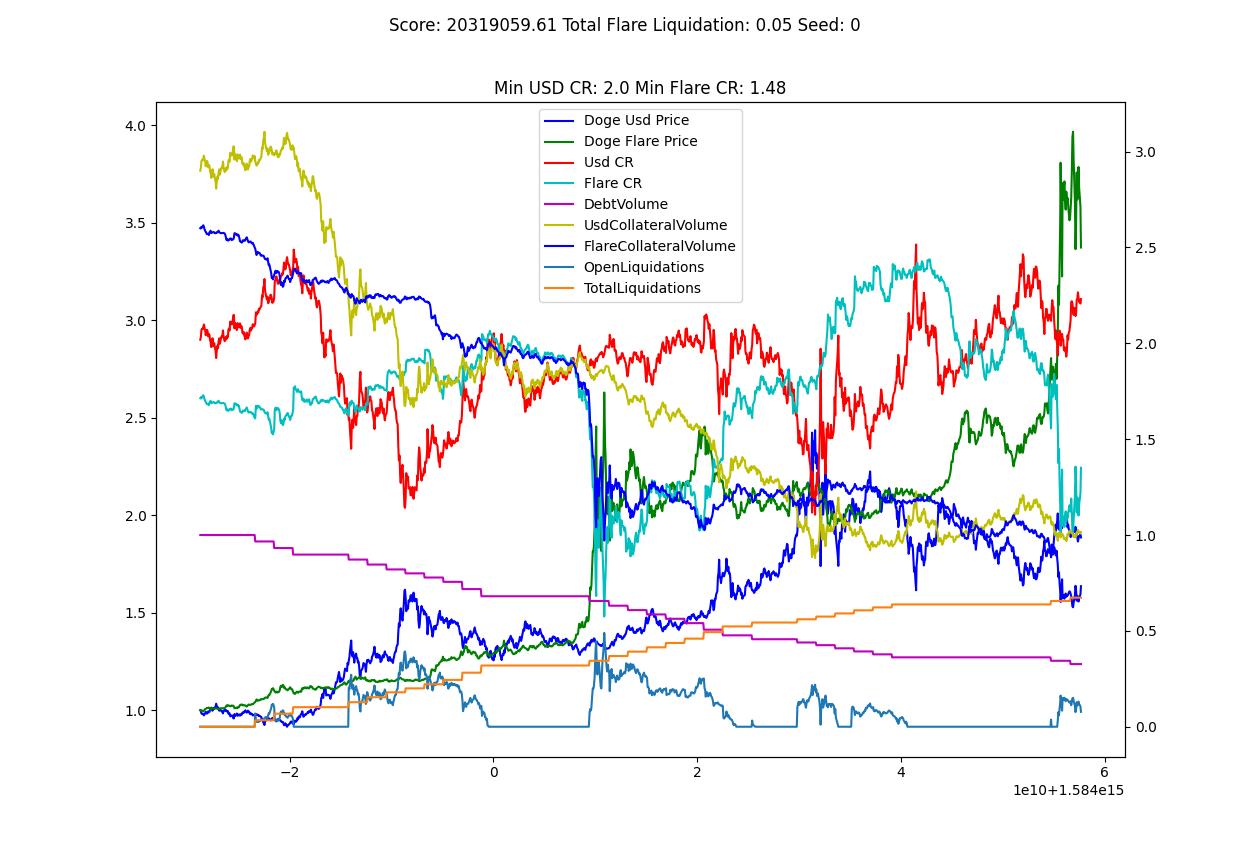 Score: 20319059.61 Total Flare Liquidation: 0.05 Seed: 0
Min USD CR: 2.0 Min Flare CR: 1.48
Doge Usd Price
Doge Flare Price
Usd CR
Flare CR
DebtVolume
UsdCollateralVolume
FlareCollateralVolume
OpenLiquidations
TotalLiquidations
4.0
3.5
3.0
2.5
2.0
1.5
1.0
3.0
2.5
2.0
1.5
1.0
0.5
0.0
−2
0
2
4
6
1e10+1.584e15